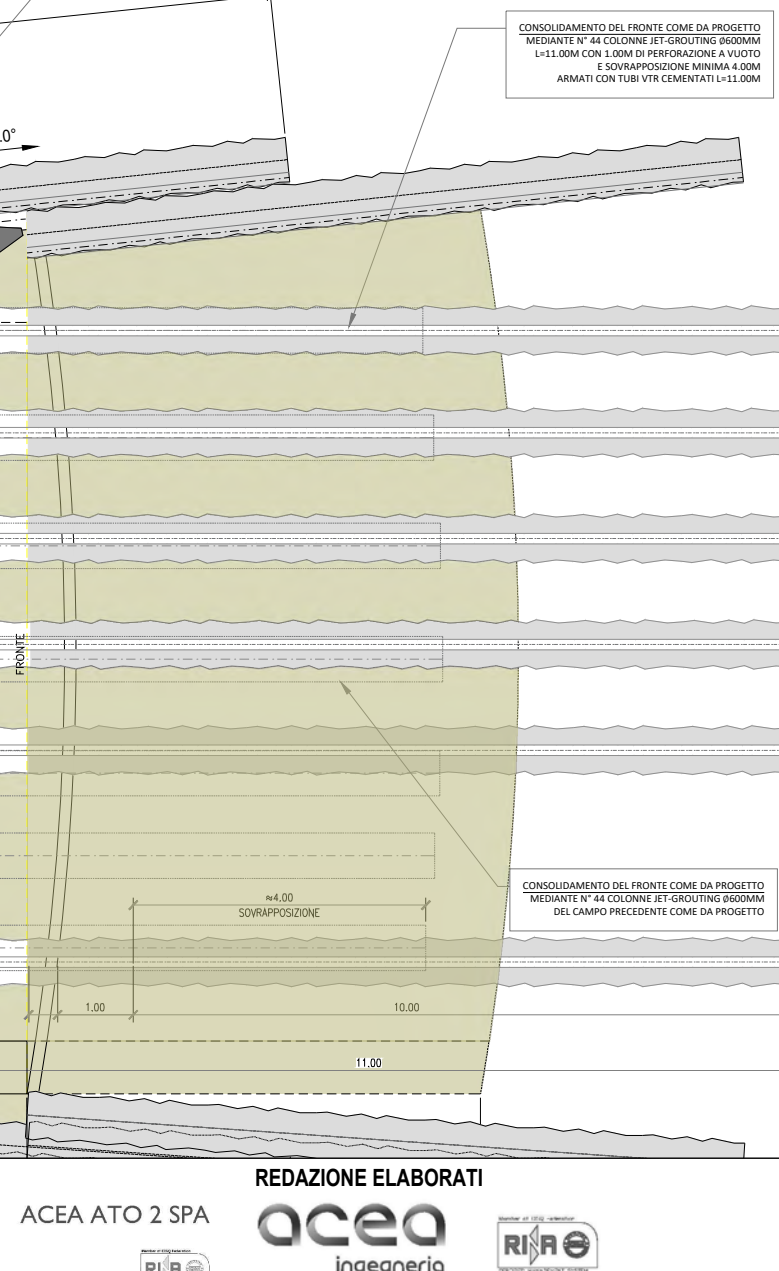 CONSOLIDAMENTO DEL FRONTE COME DA PROGETTO
MEDIANTE N° 44 COLONNE JET-GROUTING Ø600MM
L=11.00M CON 1.00M DI PERFORAZIONE A VUOTO
E SOVRAPPOSIZIONE MINIMA 4.00M
ARMATI CON TUBI VTR CEMENTATI L=11.00M
.0°
FRONTE
CONSOLIDAMENTO DEL FRONTE COME DA PROGETTO
MEDIANTE N° 44 COLONNE JET-GROUTING Ø600MM
DEL CAMPO PRECEDENTE COME DA PROGETTO
≈4,00
SOVRAPPOSIZIONE
1.00
10.00
11.00
REDAZIONE ELABORATI
ACEA ATO 2 SPA
acea
ingegneria
RINA
RINA